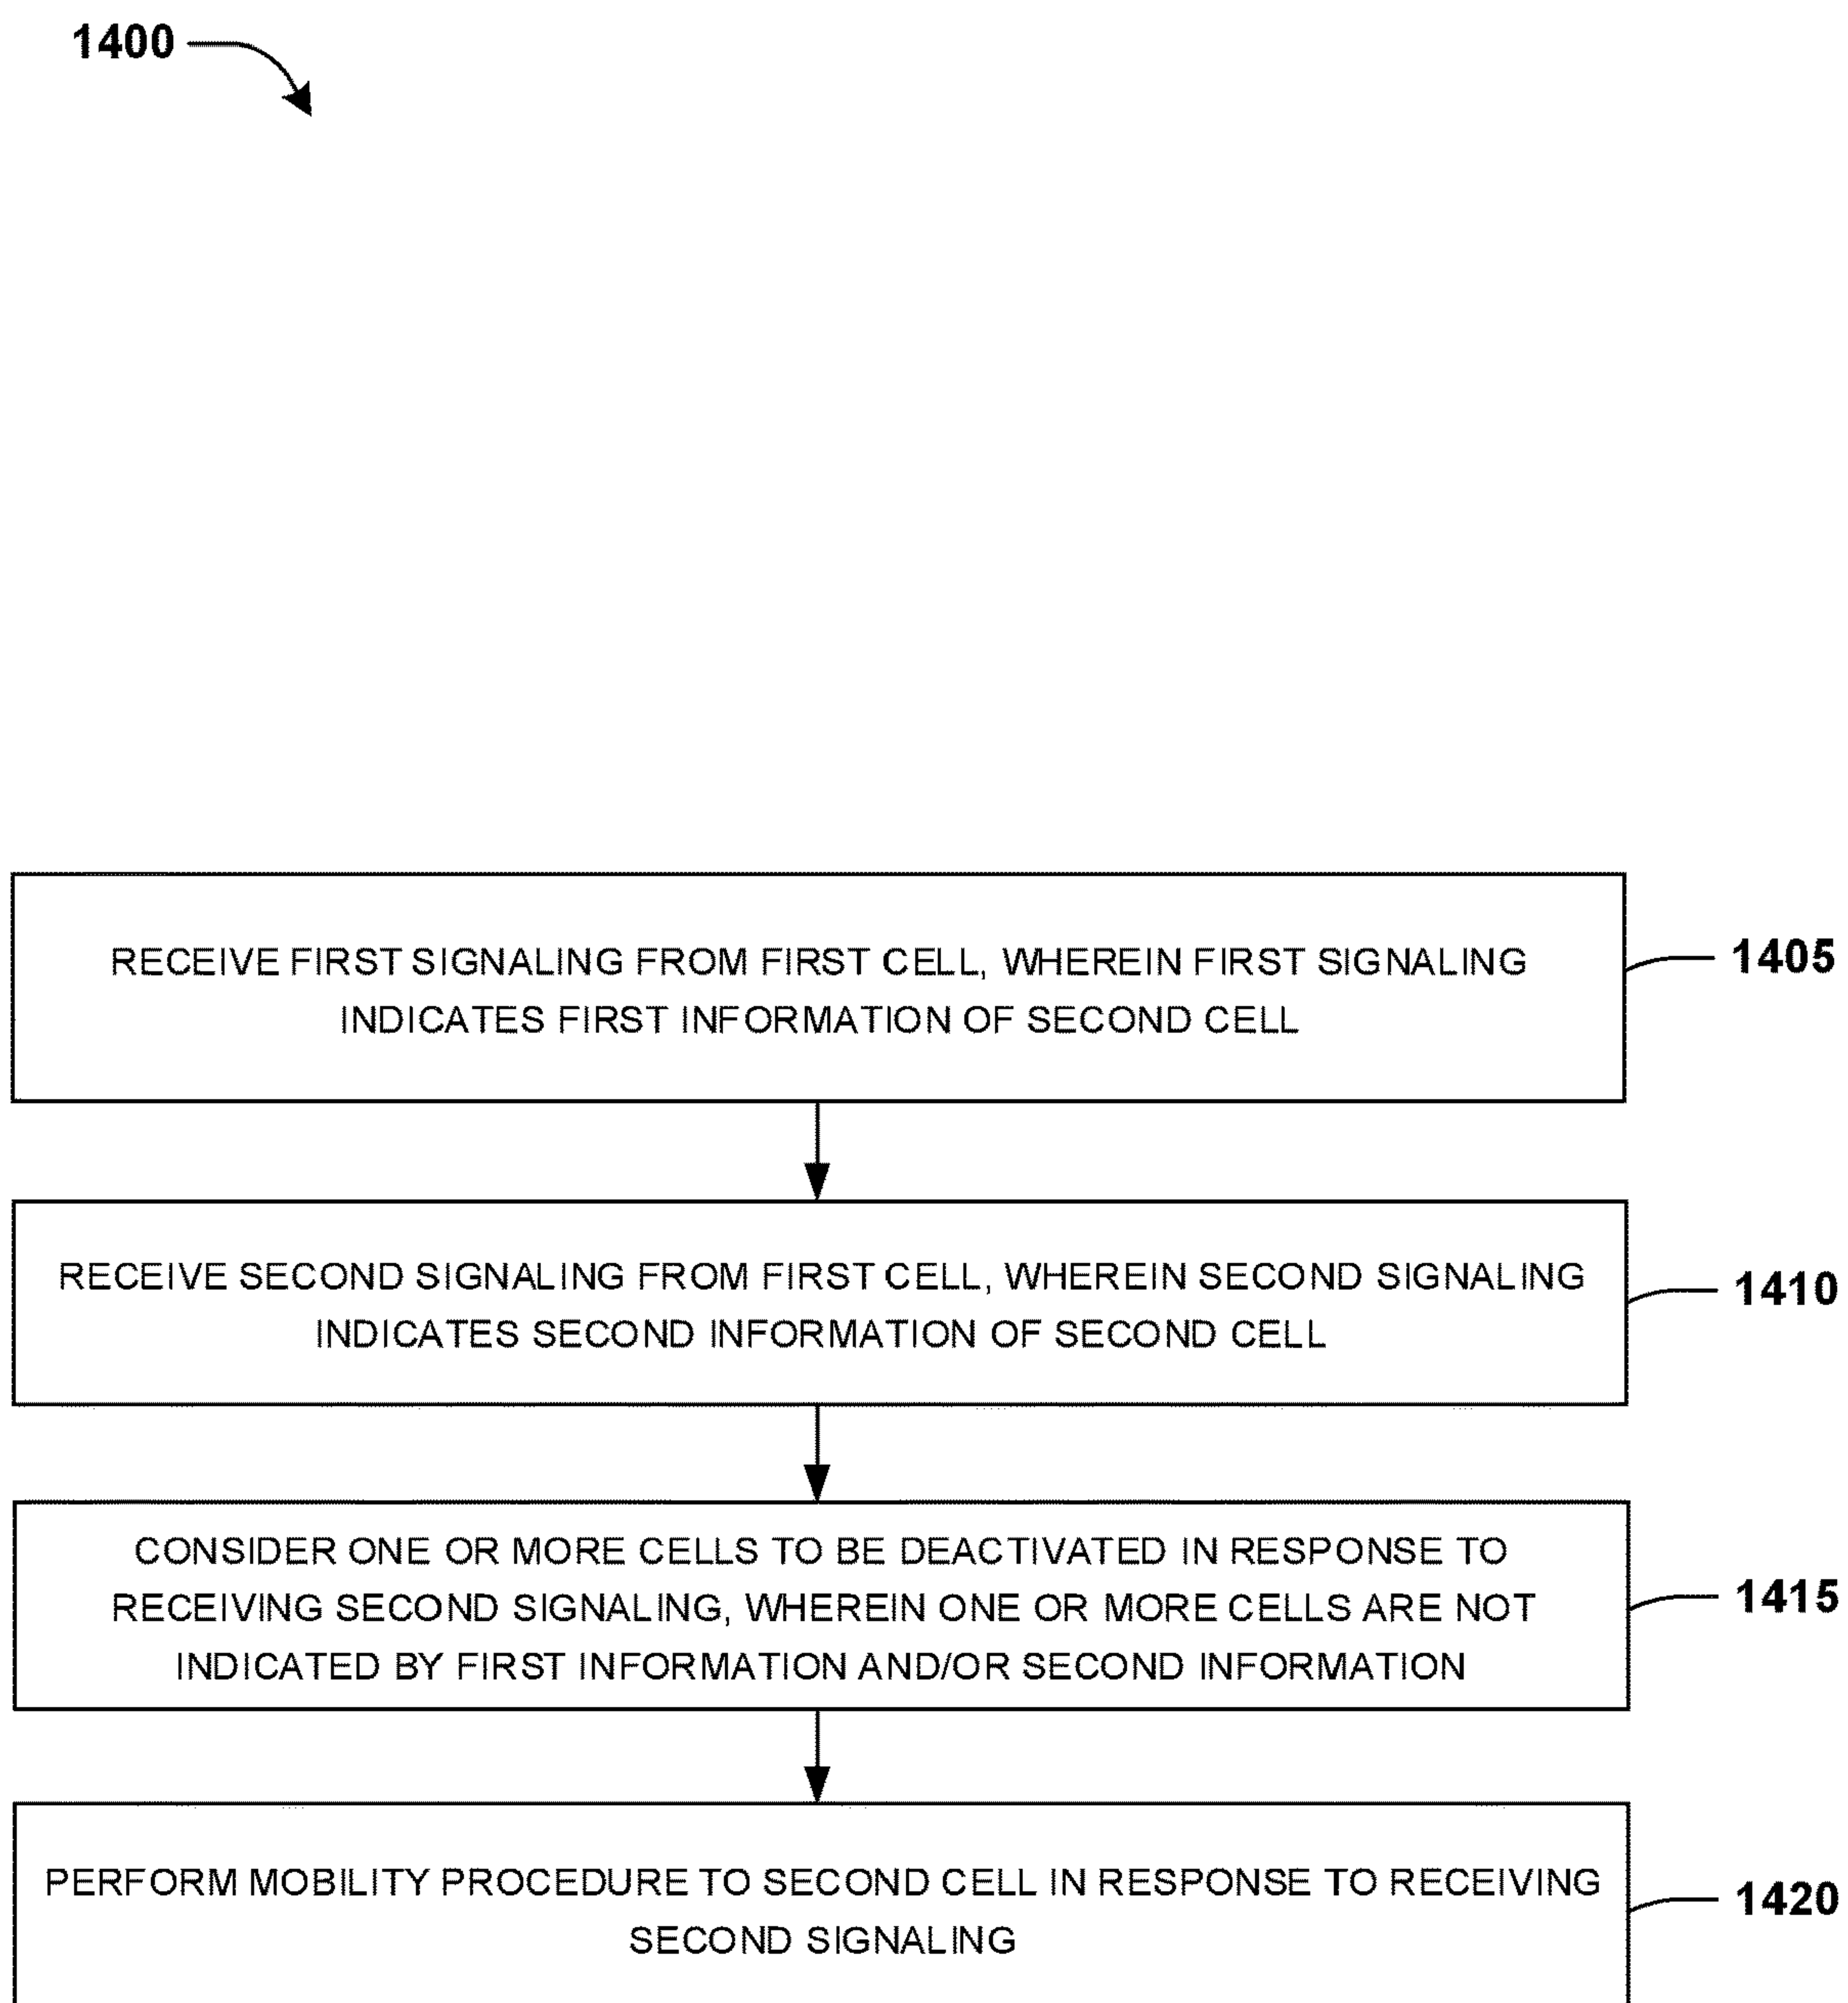 1400
RECEIVE FIRST SIGNALING FROM FIRST CELL, WHEREIN FIRST SIGNALING
INDICATES FIRST INFORMATION OF SECOND CELL
1405
RECEIVE SECOND SIGNALING FROM FIRST CELL, WHEREIN SECOND SIGNALING
INDICATES SECOND INFORMATION OF SECOND CELL
1410
CONSIDER ONE OR MORE CELLS TO BE DEACTIVATED IN RESPONSE TO
RECEIVING SECOND SIGNALING, WHEREIN ONE OR MORE CELLS ARE NOT
INDICATED BY FIRST INFORMATION AND/OR SECOND INFORMATION
1415
PERFORM MOBILITY PROCEDURE TO SECOND CELL IN RESPONSE TO RECEIVING
SECOND SIGNALING
1420